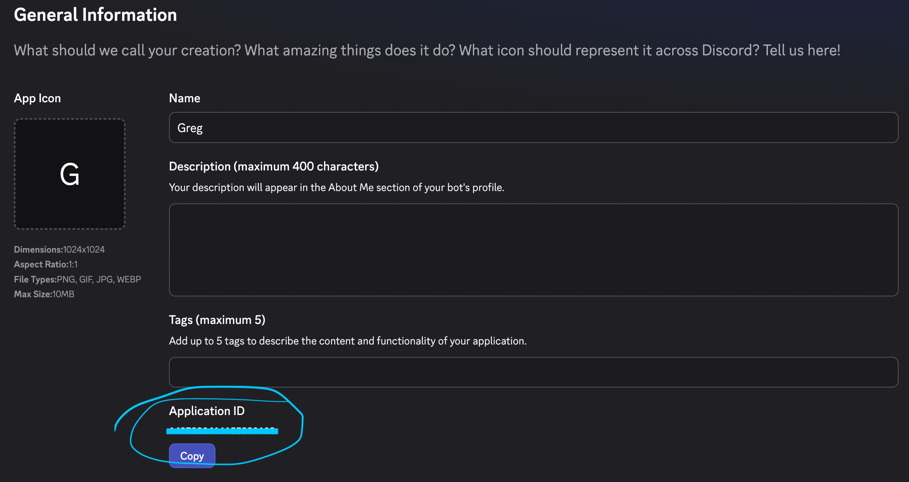 General Information
What should we call your creation? What amazing things does it do? What icon should represent it across Discord? Tell us here!
App Icon
G
Dimensions:1024x1024
Aspect Ratio:1:1
File Types:PNG, GIF, JPG, WEBP
Max Size:10MB
Name
Greg
Description (maximum 400 characters)
Your description will appear in the About Me section of your bot's profile.
Tags (maximum 5)
Add up to 5 tags to describe the content and functionality of your application.
Application ID
Copy